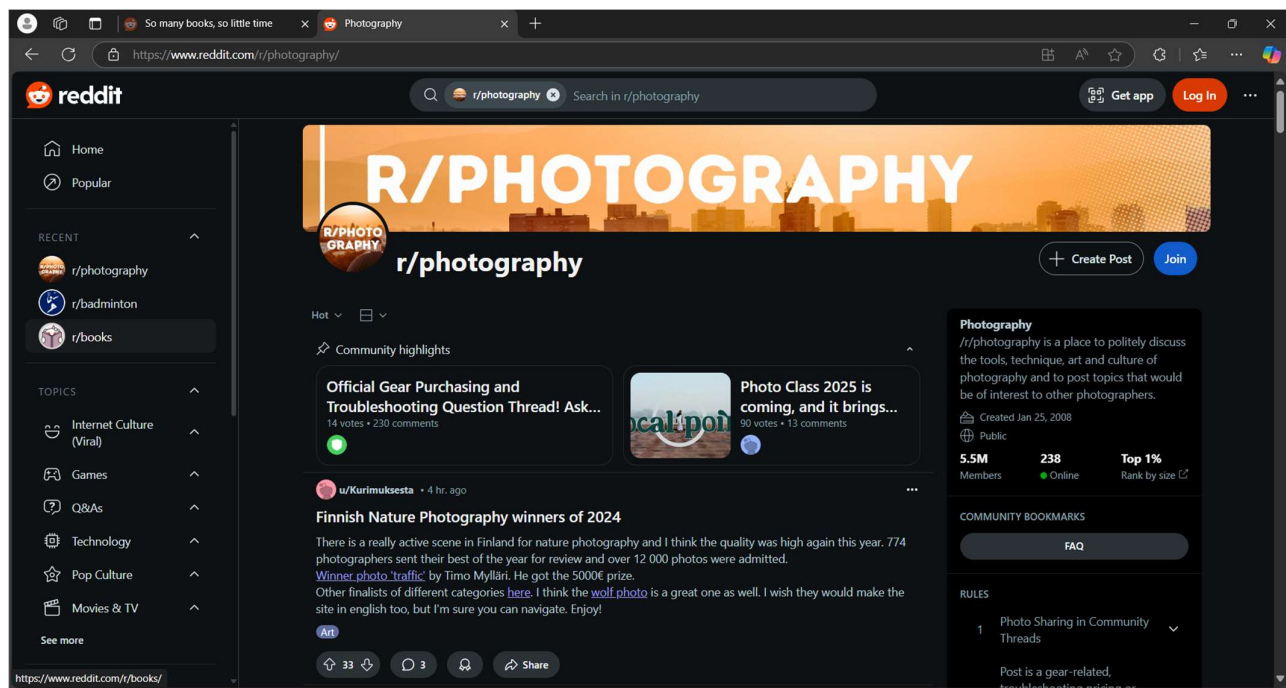 So many books, so little time
Photography
https://www.reddit.com/r/photography/
reddit
r/photography
Search in r/photography
Get app
Log In
Home
Popular
RECENT
r/photography
r/badminton
r/books
TOPICS
Internet Culture
(Viral)
Games
Q&As
Technology
Pop Culture
Movies & TV
See more
https://www.reddit.com/r/books/
R/PHOTOGRAPHY
R/PHOTO
GRAPHY
r/photography
Create Post
Join
Hot
Community highlights
Official Gear Purchasing and
Troubleshooting Question Thread! Ask...
14 votes • 230 comments
ocal poin
Photo Class 2025 is
coming, and it brings...
90 votes • 13 comments
u/Kurimuksesta • 4 hr. ago
Finnish Nature Photography winners of 2024
There is a really active scene in Finland for nature photography and I think the quality was high again this year. 774
photographers sent their best of the year for review and over 12 000 photos were admitted.
Winner photo 'traffic' by Timo Mylläri. He got the 5000€ prize.
Other finalists of different categories here. I think the wolf photo is a great one as well. I wish they would make the
site in english too, but I'm sure you can navigate. Enjoy!
Art
33
3
Share
Photography
/r/photography is a place to politely discuss
the tools, technique, art and culture of
photography and to post topics that would
be of interest to other photographers.
Created Jan 25, 2008
Public
5.5M 238 Top 1%
Members Online Rank by size
COMMUNITY BOOKMARKS
FAQ
RULES
1 Photo Sharing in Community
Threads
Post is a gear-related,
troubleshooting pricing or